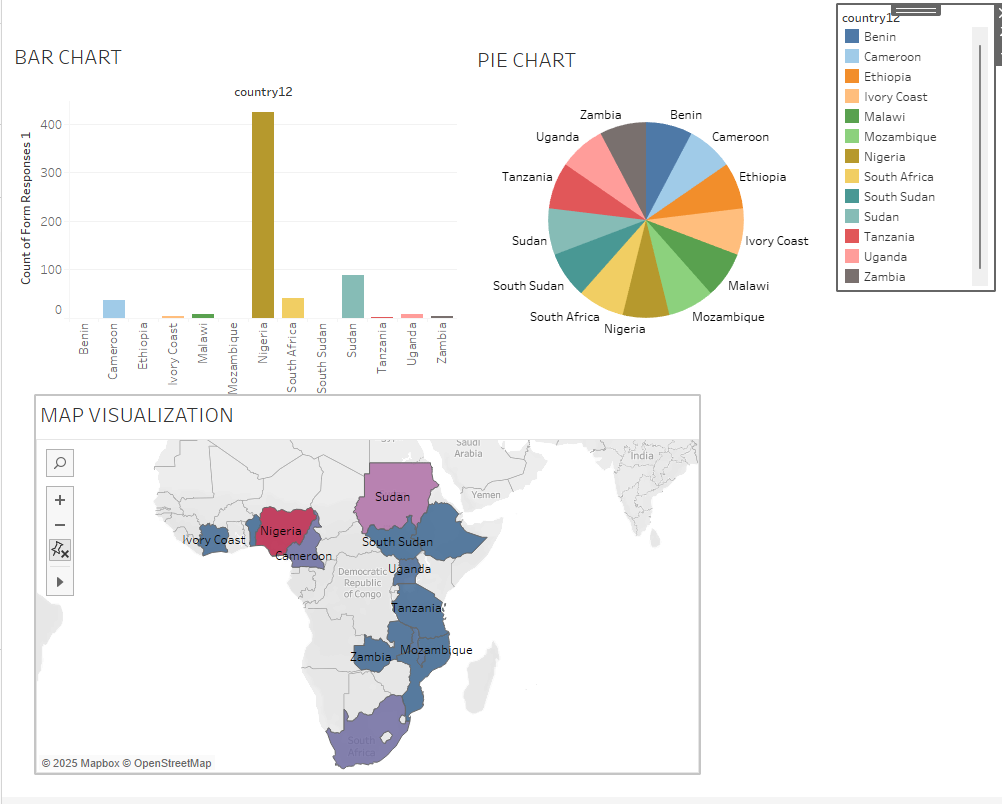 BAR CHART
country12
Count of Form Responses 1
400
300
200
100
0
Benin
Cameroon
Ethiopia
Ivory Coast
Malawi
Mozambique
Nigeria
South Africa
South Sudan
Sudan
Tanzania
Uganda
Zambia
PIE CHART
Zambia
Benin
Uganda
Cameroon
Tanzania
Ethiopia
Sudan
Ivory Coast
South Sudan
Malawi
South Africa
Mozambique
Nigeria
country12
Benin
Cameroon
Ethiopia
Ivory Coast
Malawi
Mozambique
Nigeria
South Africa
South Sudan
Sudan
Tanzania
Uganda
Zambia
MAP VISUALIZATION
Saudi
Arabia
India
Yemen
Sudan
Nigeria
Ivory Coast
South Sudan
Cameroon
Uganda
Democratic
Republic
of Congo
Tanzania
Mozambique
Zambia
South
Africa
© 2025 Mapbox © OpenStreetMap